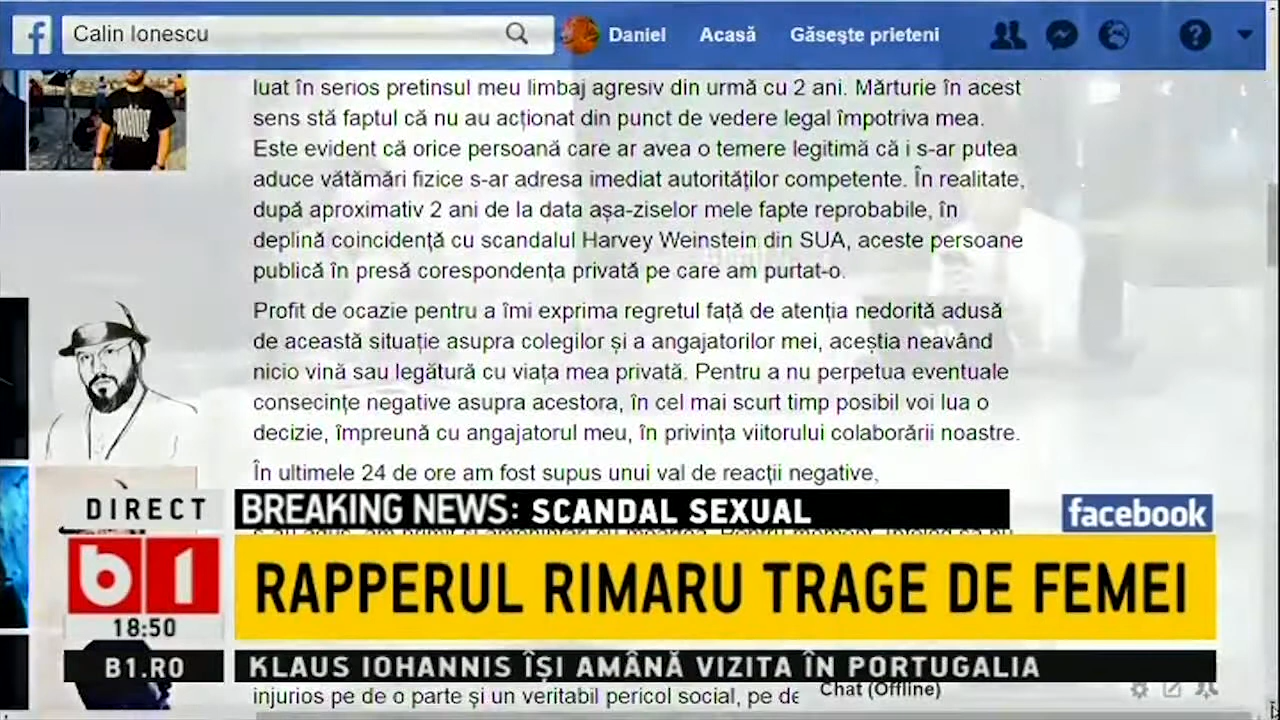 Calin Ionescu
Daniel Acasă Găsește prieteni
luat în serios pretinsul meu limbaj agresiv din urmă cu 2 ani. Mărturie în acest
sens stă faptul că nu au acționat din punct de vedere legal împotriva mea.
Este evident că orice persoană care ar avea o temere legitimă că i s-ar putea
aduce vătămări fizice s-ar adresa imediat autorităților competente. În realitate,
după aproximativ 2 ani de la data așa-ziselor mele fapte reprobabile, în
deplină coincidență cu scandalul Harvey Weinstein din SUA, aceste persoane
publică în presă corespondența privată pe care am purtat-o.
Profit de ocazie pentru a îmi exprima regretul față de atenția nedorită adusă
de această situație asupra colegilor și a angajatorilor mei, aceștia neavând
nicio vină sau legătură cu viața mea privată. Pentru a nu perpetua eventuale
consecințe negative asupra acestora, în cel mai scurt timp posibil voi lua o
decizie, împreună cu angajatorul meu, în privința viitorului colaborării noastre.
În ultimele 24 de ore am fost supus unui val de reacții negative,
DIRECT
BREAKING NEWS: SCANDAL SEXUAL
facebook
b1
RAPPERUL RIMARU TRAGE DE FEMEI
18:50
B1.RO
KLAUS IOHANNIS ÎȘI AMÂNĂ VIZITA ÎN PORTUGALIA
injurios pe de o parte și un veritabil pericol social, pe de
Chat (Offline)